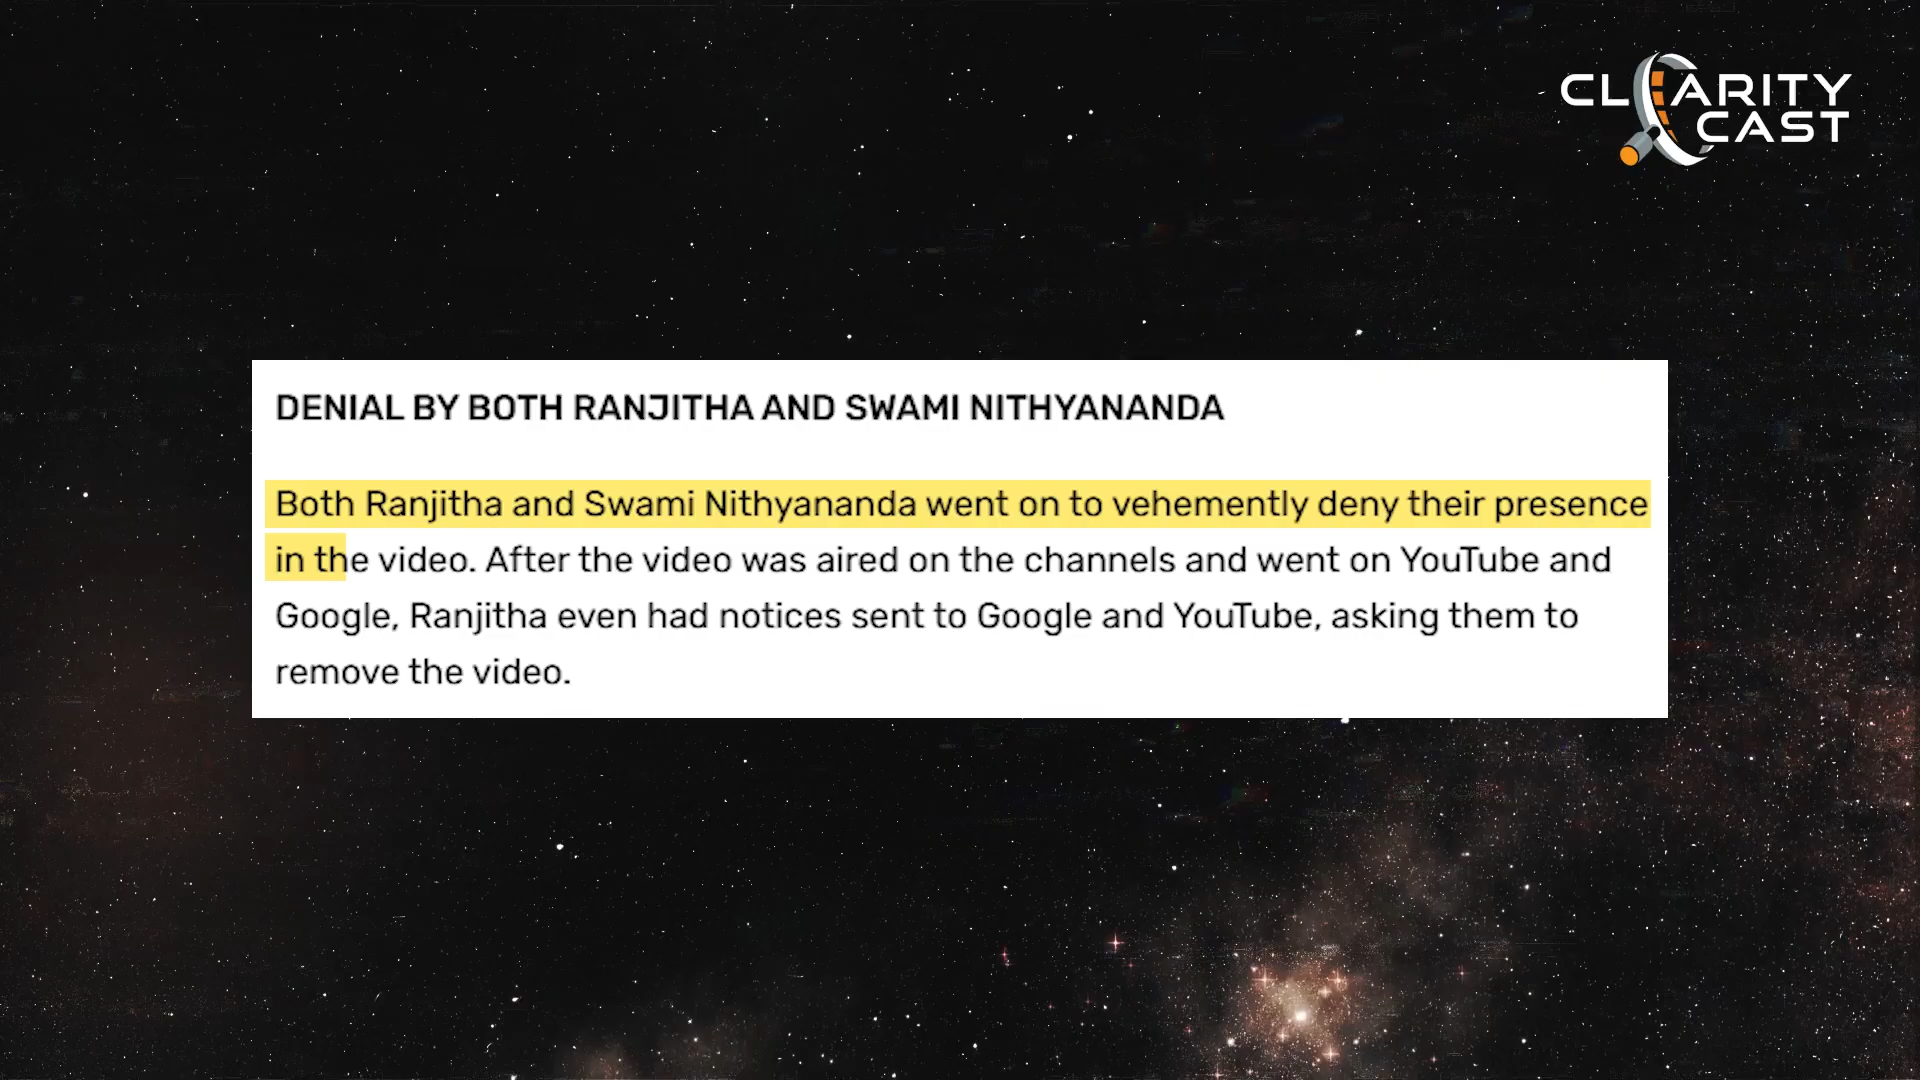 CLARITY
CAST
DENIAL BY BOTH RANJITHA AND SWAMI NITHYANANDA
Both Ranjitha and Swami Nithyananda went on to vehemently deny their presence
in the video. After the video was aired on the channels and went on YouTube and
Google, Ranjitha even had notices sent to Google and YouTube, asking them to
remove the video.